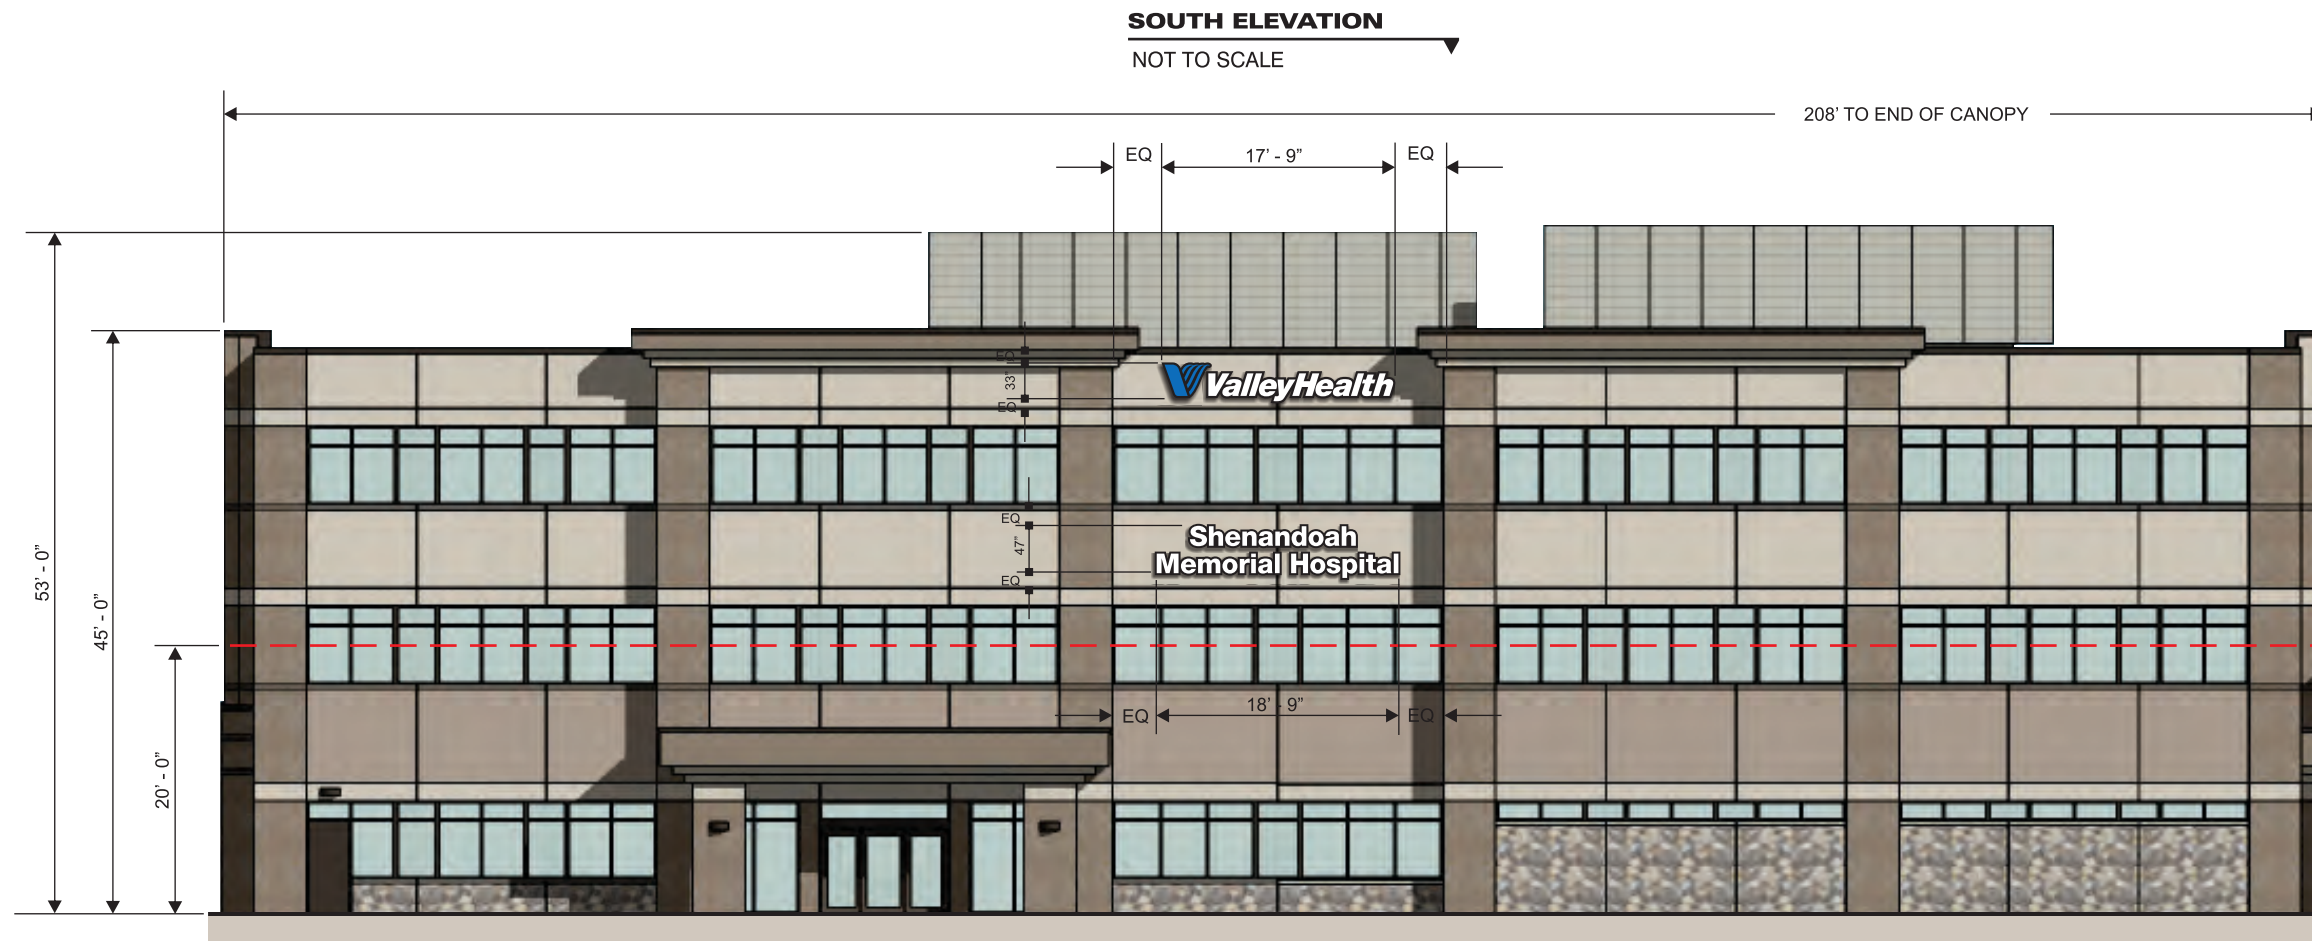 SOUTH ELEVATION
NOT TO SCALE
208’ TO END OF CANOPY
EQ
17’ - 9”
EQ
EQ
33”
EQ
ValleyHealth
EQ
47”
EQ
Shenandoah
Memorial Hospital
53’ - 0”
45’ - 0”
20’ - 0”
EQ
18’ - 9”
EQ